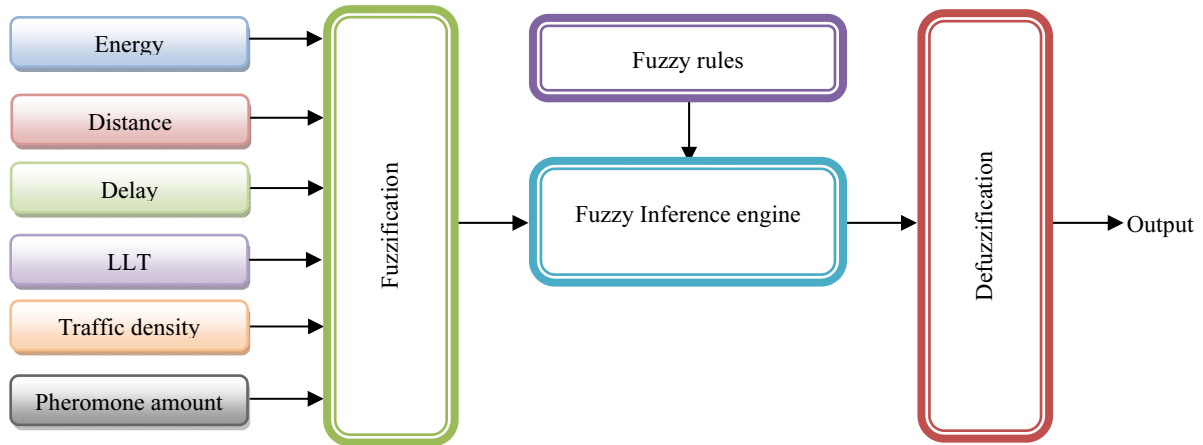 Energy
Distance
Delay
LLT
Traffic density
Pheromone amount
Fuzzification
Fuzzy rules
Fuzzy Inference engine
Defuzzification
Output